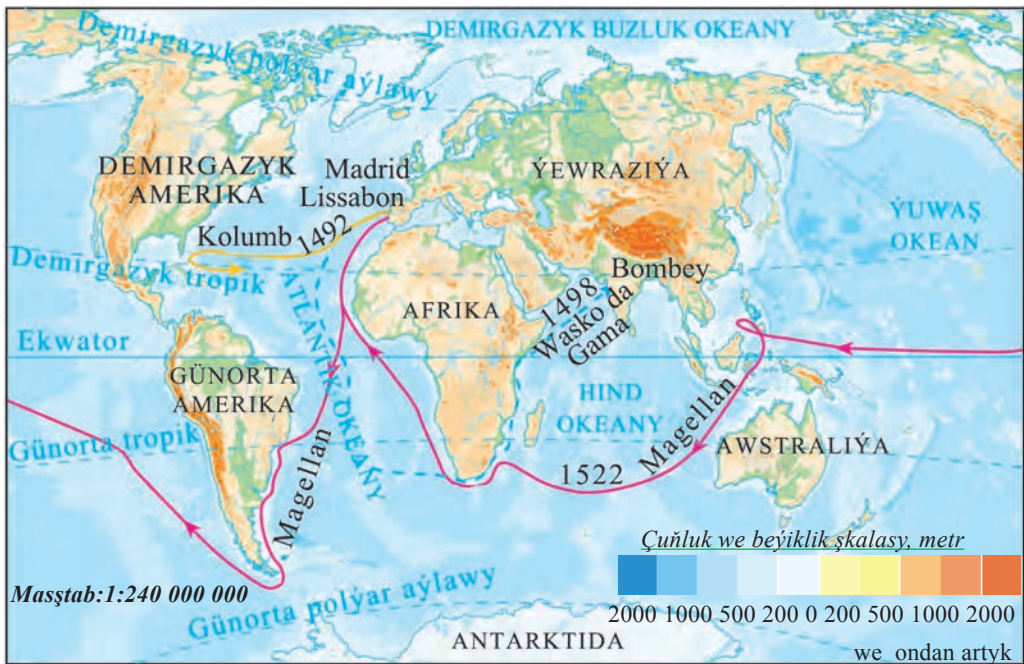 DEMIRGAZYK BUZLUK OKEANY
Demirgazyk polýar aýlawy
DEMIRGAZYK
AMERIKA
Madrid
Lissabon
ÝEWRAZIÝA
ÝUWAŞ
OKEAN
Kolumb
1492
Demirgazyk tropik
ATLANTIK OKEANY
AFRIKA
Bombey
1498
Wasko da
Gama
Ekwator
GÜNORTA
AMERIKA
HIND
OKEANY
Magellan
Günorta tropik
Magellan
1522
AWSTRALIÝA
Çuňluk we beýiklik şkalasy, metr
2000 1000 500 200 0 200 500 1000 2000
we ondan artyk
Masştab:1:240 000 000
Günorta polýar aýlawy
ANTARKTIDA